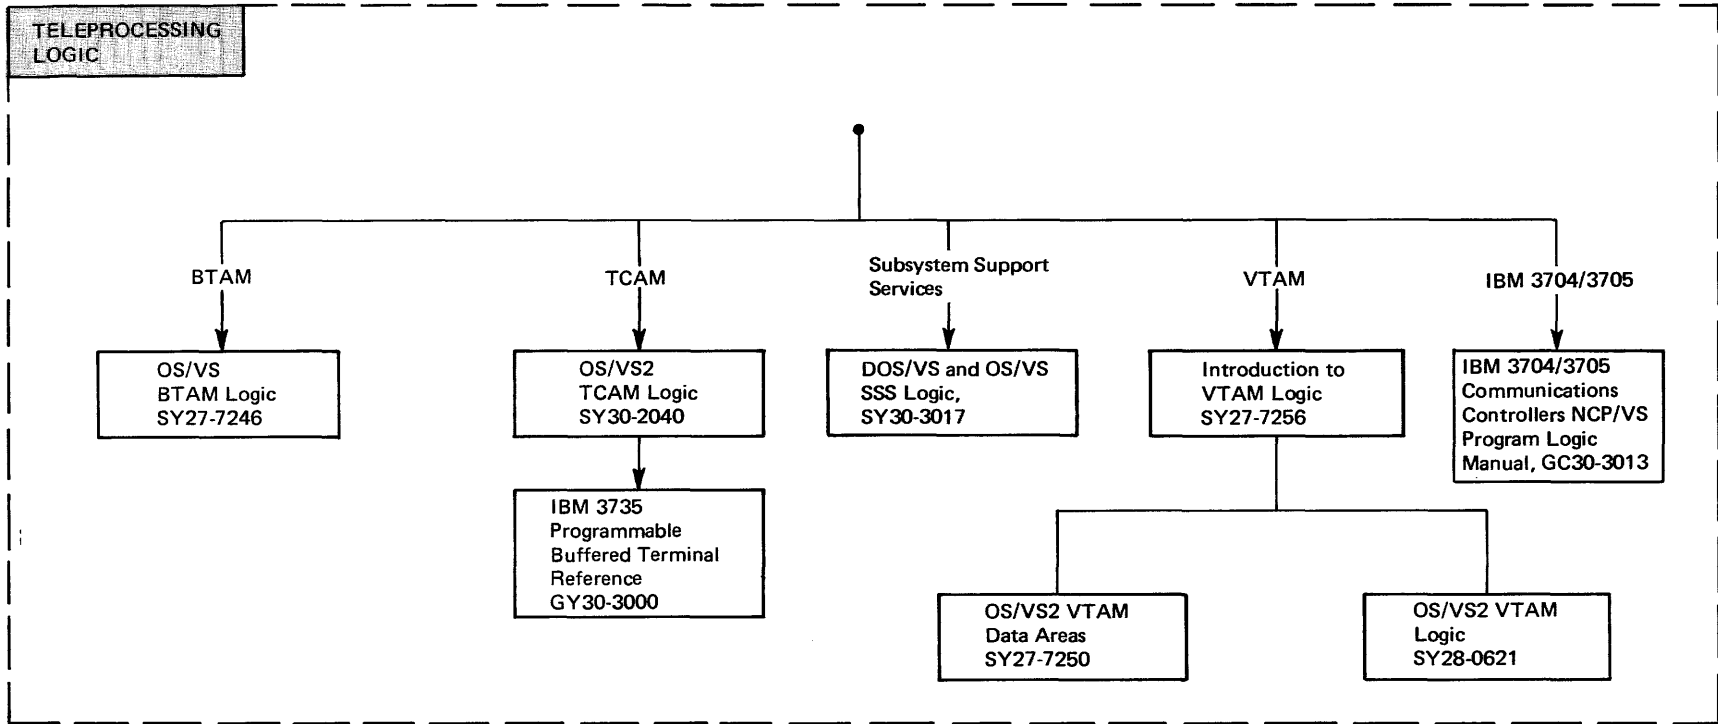 TELEPROCESSING
LOGIC
BTAM
TCAM
Subsystem Support
Services
VTAM
IBM 3704/3705
OS/VS
BTAM Logic
SY27-7246
OS/VS2
TCAM Logic
SY30-2040
DOS/VS and OS/VS
SSS Logic,
SY30-3017
Introduction to
VTAM Logic
SY27-7256
IBM 3704/3705
Communications
Controllers NCP/VS
Program Logic
Manual, GC30-3013
IBM 3735
Programmable
Buffered Terminal
Reference
GY30-3000
OS/VS2 VTAM
Data Areas
SY27-7250
OS/VS2 VTAM
Logic
SY28-0621